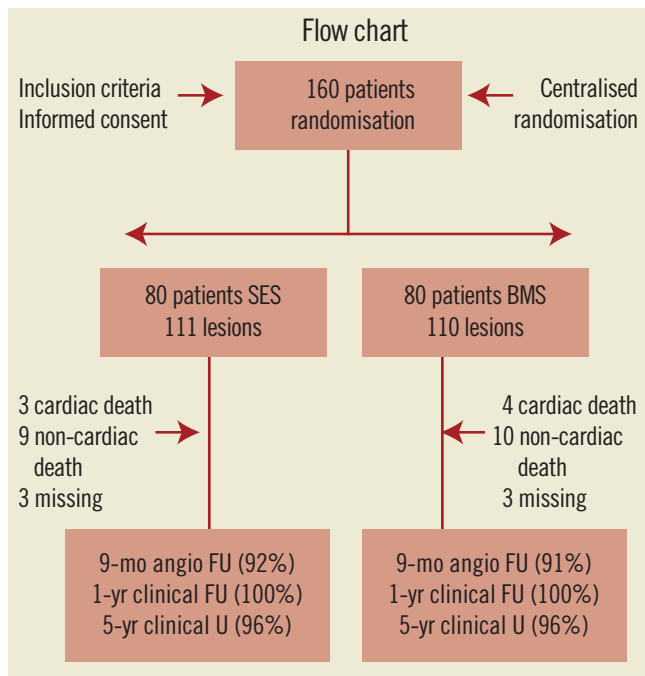 Flow chart
Inclusion criteria
Informed consent
160 patients
randomisation
Centralised
randomisation
80 patients SES
111 lesions
80 patients BMS
110 lesions
3 cardiac death
9 non-cardiac
death
3 missing
4 cardiac death
10 non-cardiac
death
3 missing
9-mo angio FU (92%)
1-yr clinical FU (100%)
5-yr clinical U (96%)
9-mo angio FU (91%)
1-yr clinical FU (100%)
5-yr clinical U (96%)